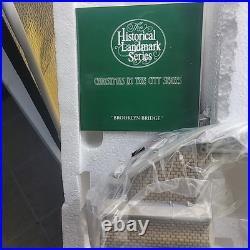 The
Historical
Landmark
Series
CHRISTMAS IN THE CITY SERIES
"BROOKLYN BRIDGE"